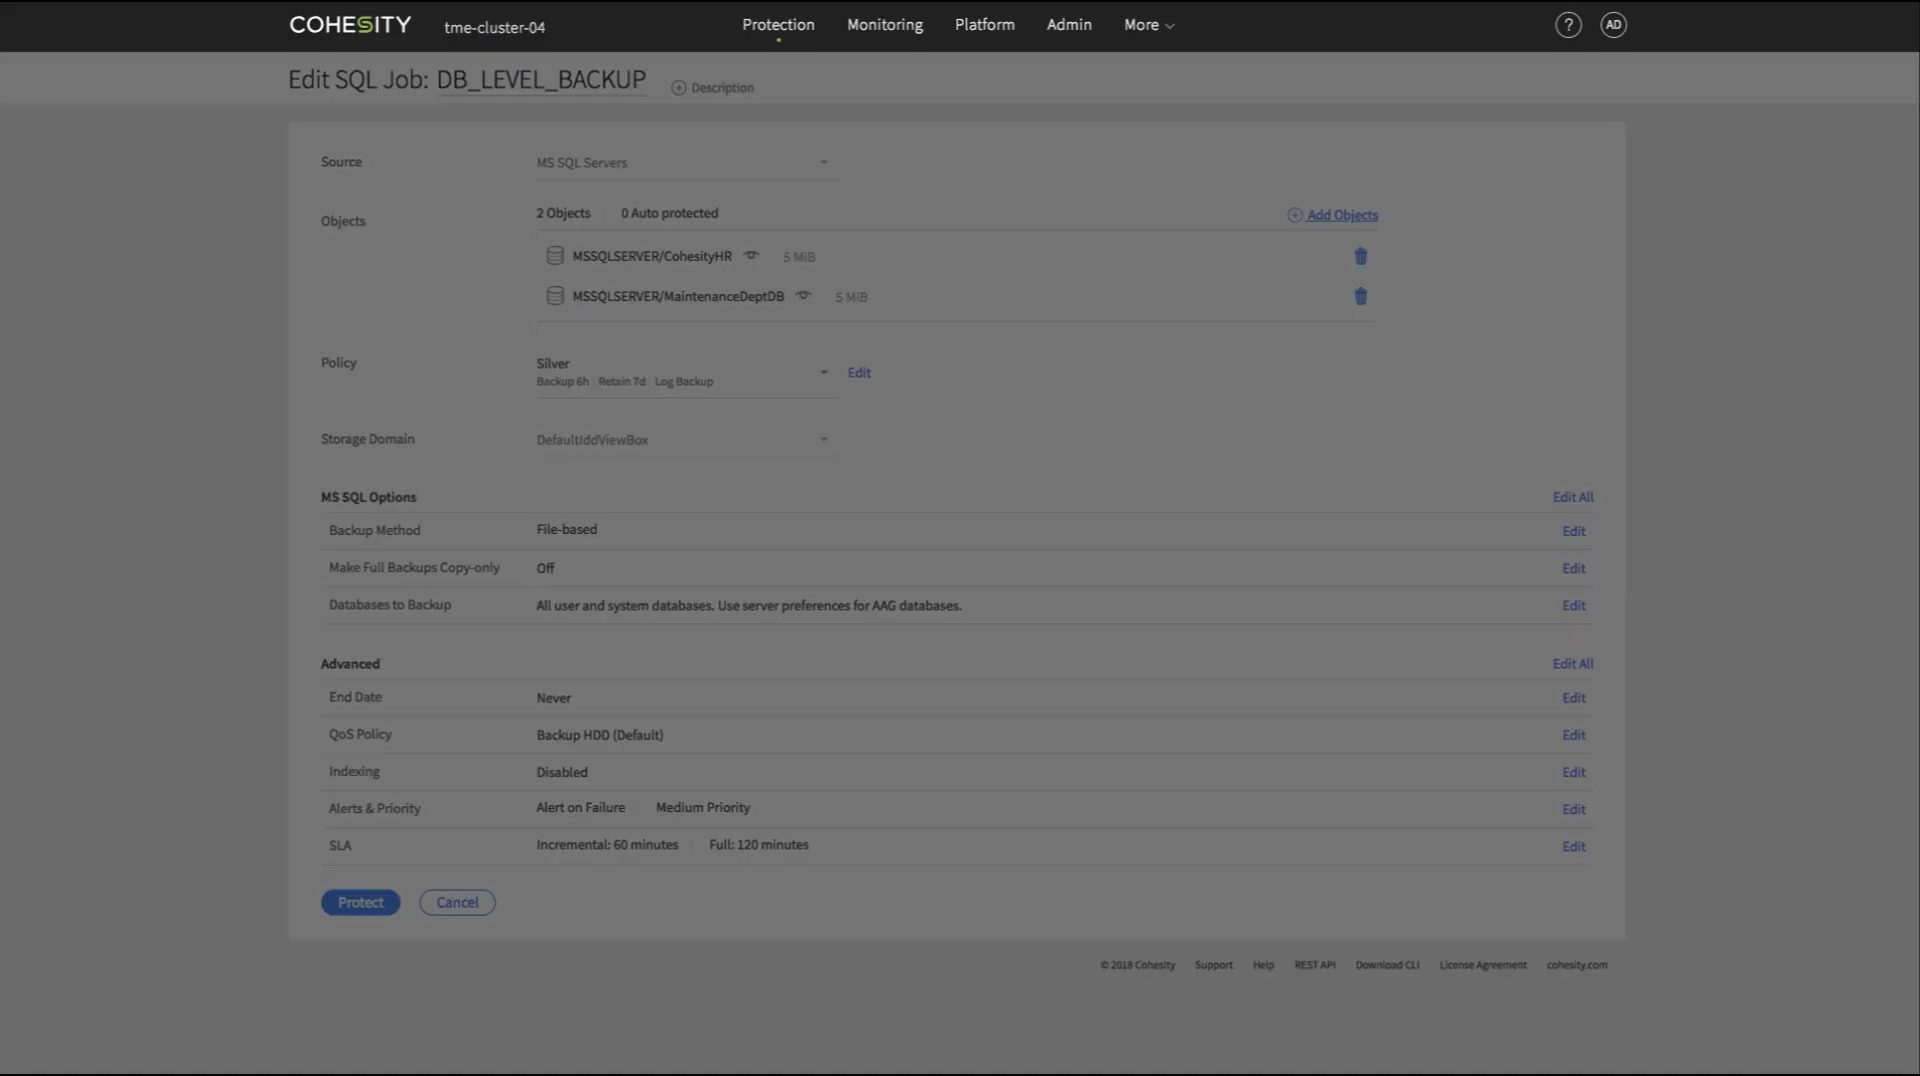 COHESITY tme-cluster-04 Protection Monitoring Platform Admin More ? AD
Edit SQL Job: DB_LEVEL_BACKUP Description
Source MS SQL Servers
Objects 2 Objects 0 Auto protected Add Objects
MSSQLSERVER/CohesityHR 5 MiB
MSSQLSERVER/MaintenanceDeptDB 5 MiB
Policy Silver Edit
Backup 6h Retain 7d Log Backup
Storage Domain DefaultIddViewBox
MS SQL Options Edit All
Backup Method File-based Edit
Make Full Backups Copy-only Off Edit
Databases to Backup All user and system databases. Use server preferences for AAG databases. Edit
Advanced Edit All
End Date Never Edit
QoS Policy Backup HDD (Default) Edit
Indexing Disabled Edit
Alerts & Priority Alert on Failure Medium Priority Edit
SLA Incremental: 60 minutes Full: 120 minutes Edit
Protect Cancel
© 2018 Cohesity Support Help REST API Download CLI License Agreement cohesity.com